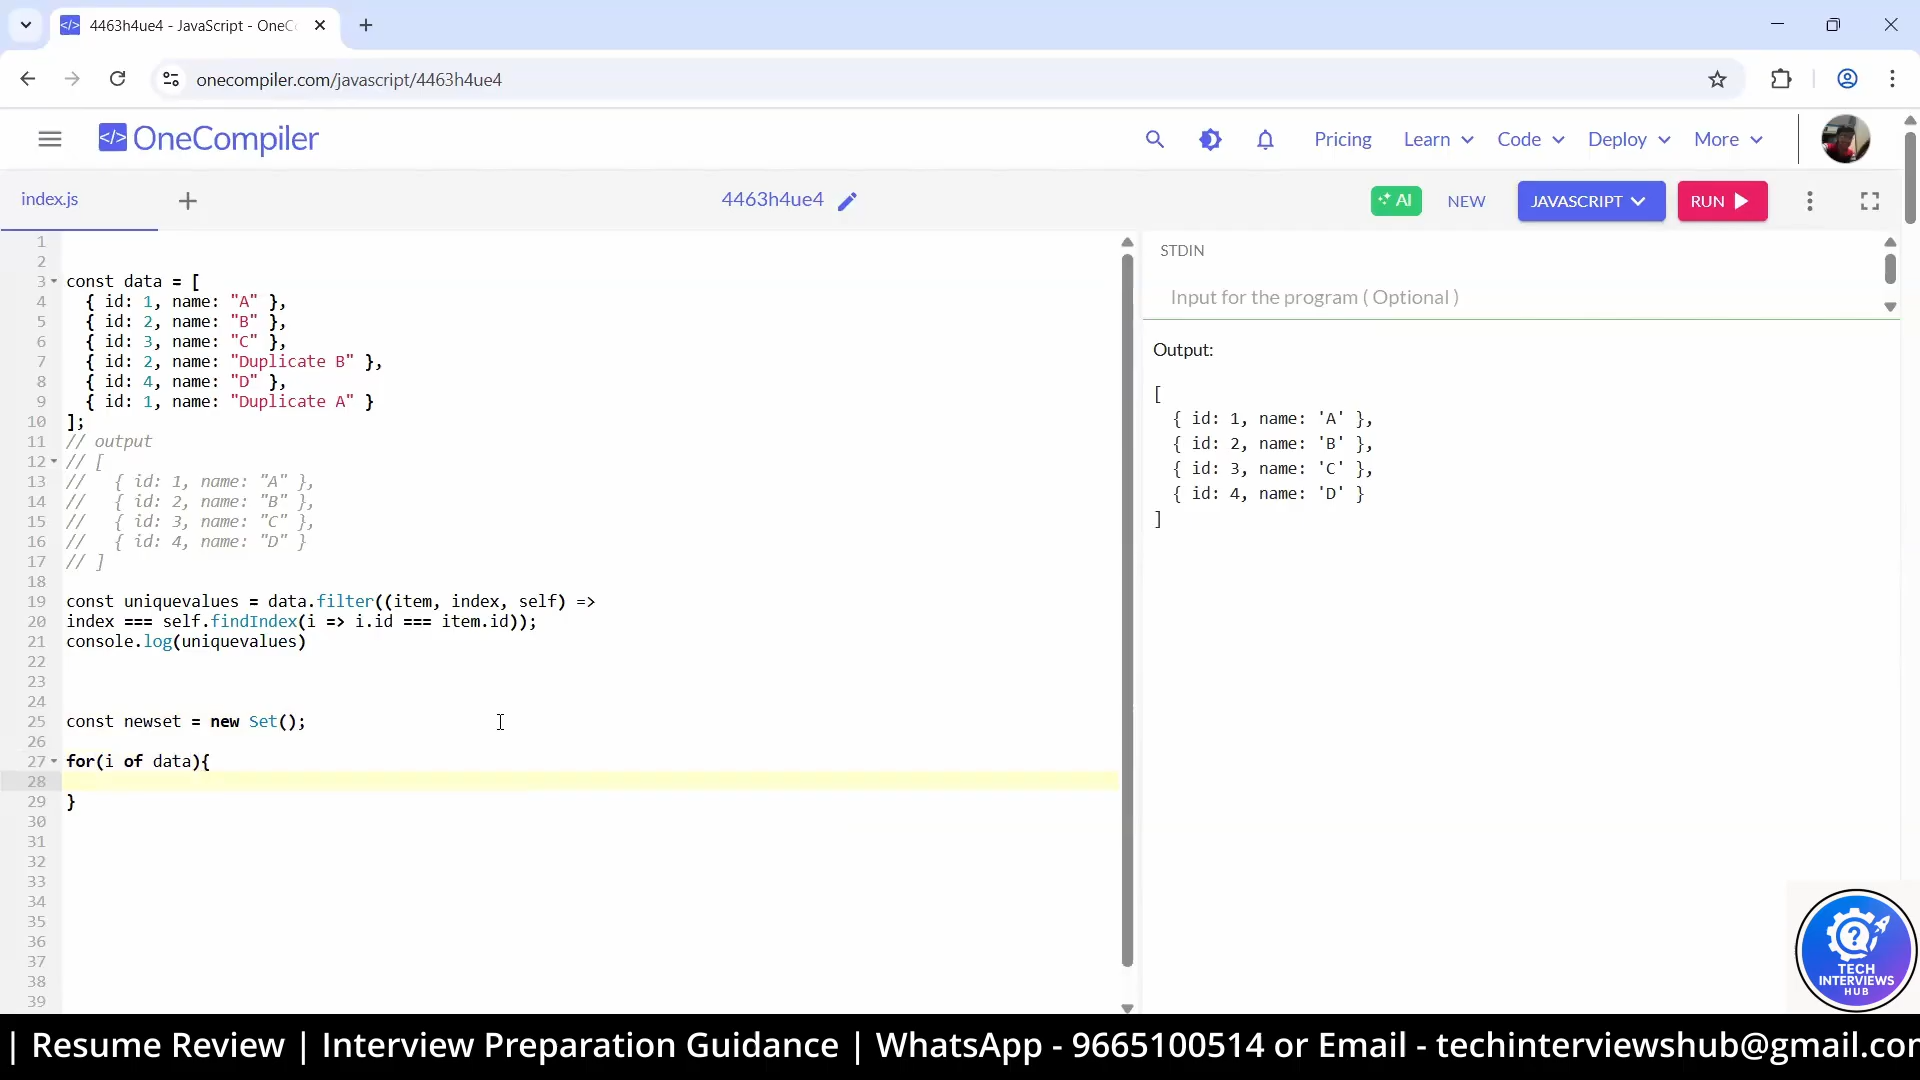 4463h4ue4 - JavaScript - OneC
onecompiler.com/javascript/4463h4ue4
</> OneCompiler
Pricing
Learn
Code
Deploy
More
index.js
4463h4ue4
AI
NEW
JAVASCRIPT
RUN
1
2
3 const data = [
4 { id: 1, name: "A" },
5 { id: 2, name: "B" },
6 { id: 3, name: "C" },
7 { id: 2, name: "Duplicate B" },
8 { id: 4, name: "D" },
9 { id: 1, name: "Duplicate A" }
10 ];
11 // output
12 // [
13 // { id: 1, name: "A" },
14 // { id: 2, name: "B" },
15 // { id: 3, name: "C" },
16 // { id: 4, name: "D" }
17 // ]
18
19 const uniquevalues = data.filter((item, index, self) =>
20 index === self.findIndex(i => i.id === item.id));
21 console.log(uniquevalues)
22
23
24
25 const newset = new Set();
26
27 for(i of data){
28
29 }
30
31
32
33
34
35
36
37
38
39
STDIN
Input for the program ( Optional )
Output:
[
{ id: 1, name: 'A' },
{ id: 2, name: 'B' },
{ id: 3, name: 'C' },
{ id: 4, name: 'D' }
]
?
TECH
INTERVIEWS
HUB
| Resume Review | Interview Preparation Guidance | WhatsApp - 9665100514 or Email - techinterviewshub@gmail.com